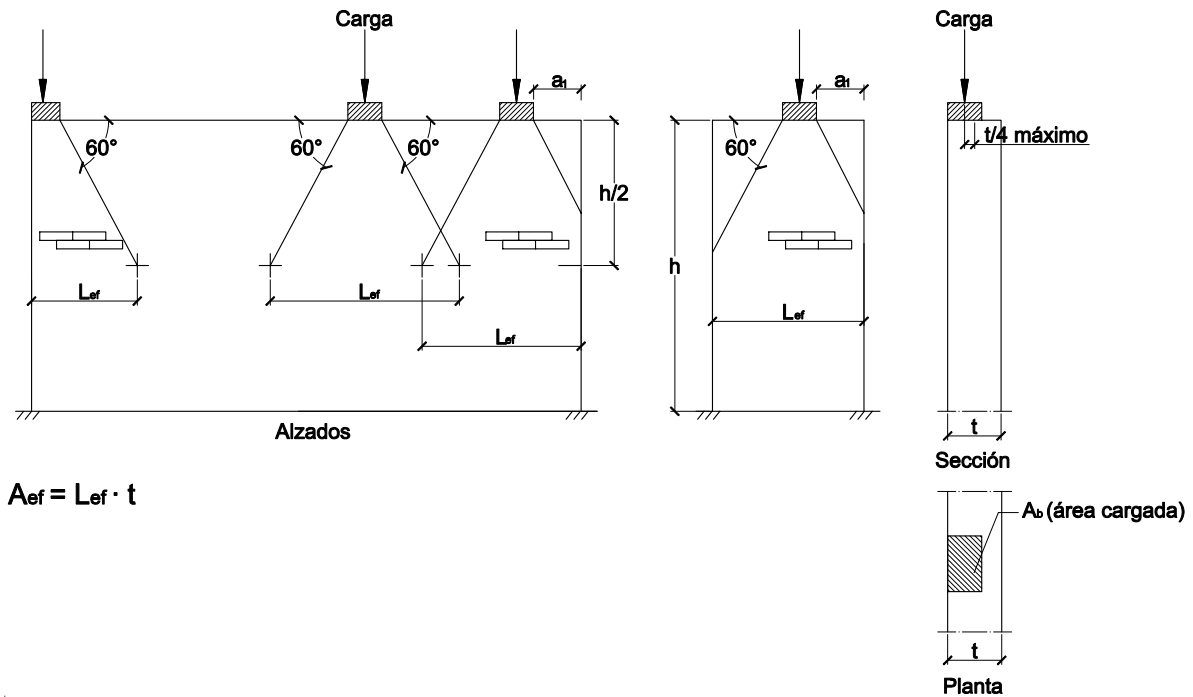 Carga
Carga
a₁
a₁
t/4 máximo
60°
60°
60°
60°
h/2
h
Lef
Lef
Lef
Lef
t
Alzados
Sección
Aef = Lef · t
Ab (área cargada)
t
Planta